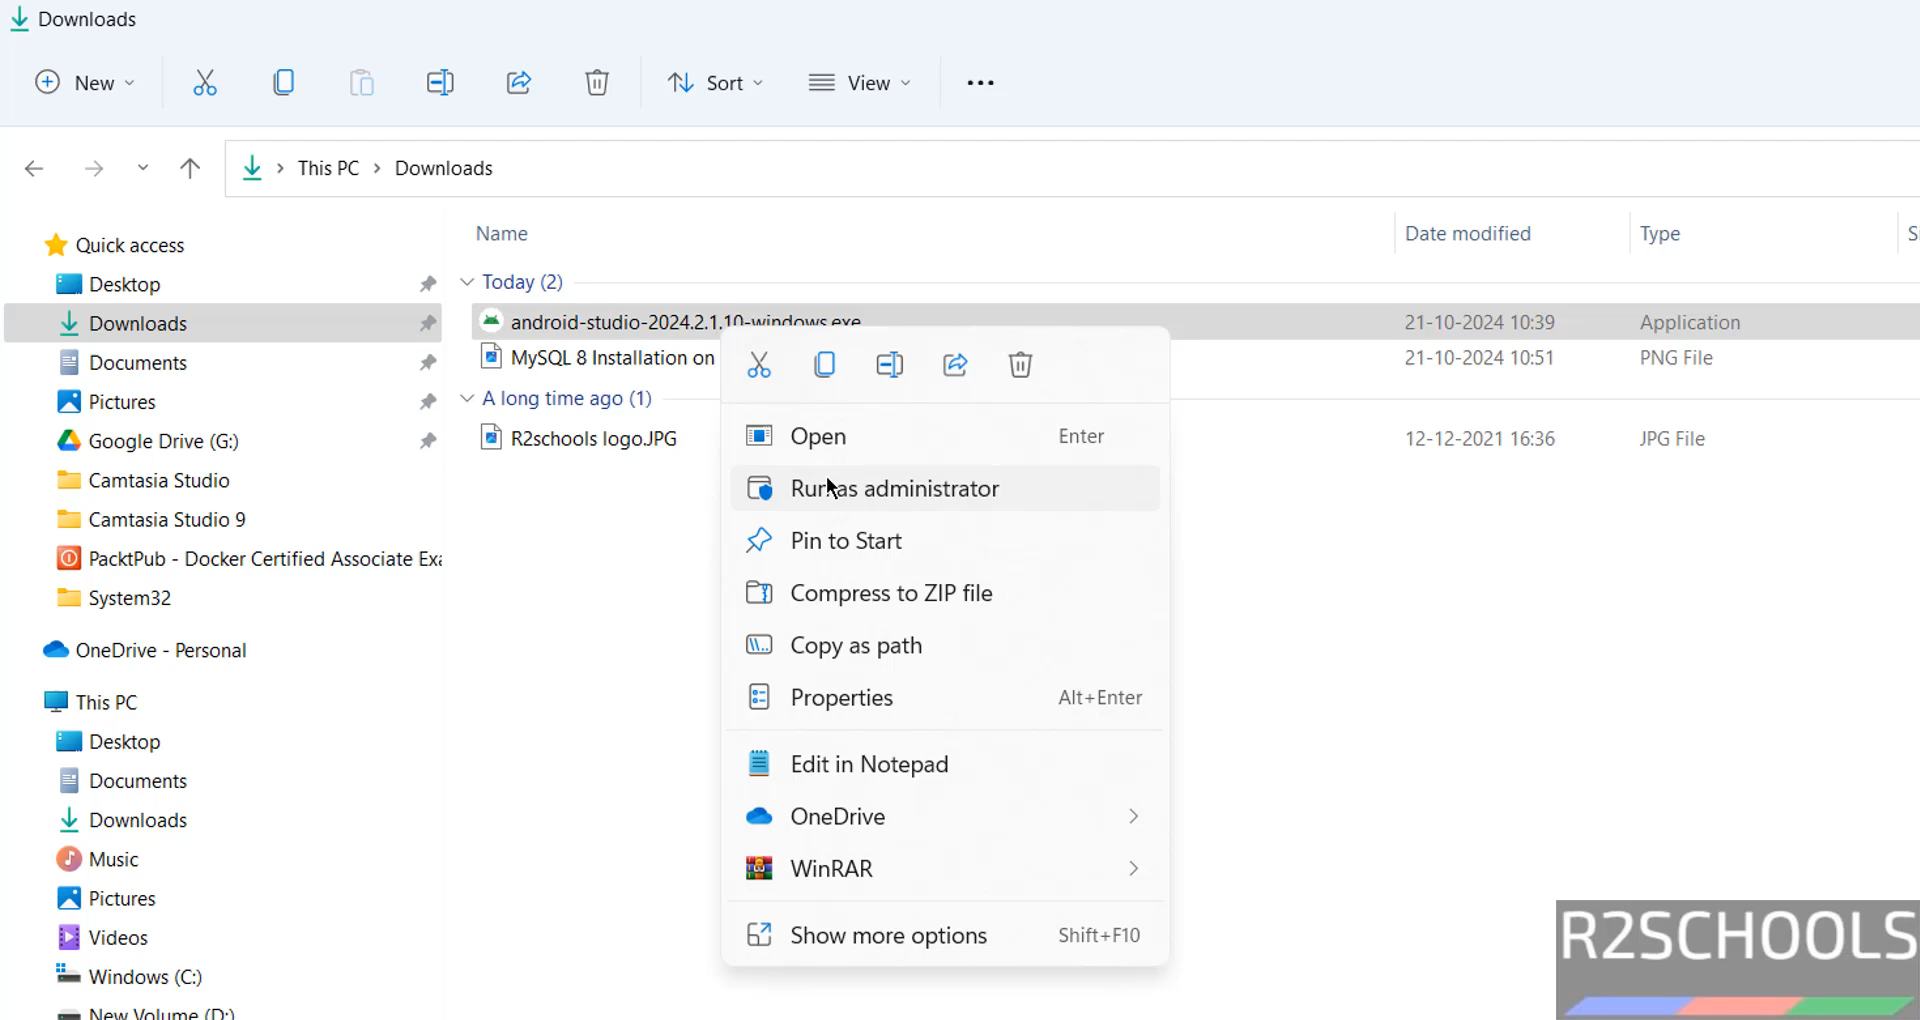 Downloads
New
Sort
View
This PC > Downloads
Name
Date modified
Type
Quick access
Desktop
Downloads
Documents
Pictures
Google Drive (G:)
Camtasia Studio
Camtasia Studio 9
PacktPub - Docker Certified Associate Exa
System32
OneDrive - Personal
This PC
Desktop
Documents
Downloads
Music
Pictures
Videos
Windows (C:)
New Volume (D:)
Today (2)
android-studio-2024.2.1.10-windows.exe 21-10-2024 10:39 Application
MySQL 8 Installation on 21-10-2024 10:51 PNG File
A long time ago (1)
R2schools logo.JPG 12-12-2021 16:36 JPG File
Open Enter
Run as administrator
Pin to Start
Compress to ZIP file
Copy as path
Properties Alt+Enter
Edit in Notepad
OneDrive
WinRAR
Show more options Shift+F10
R2SCHOOLS